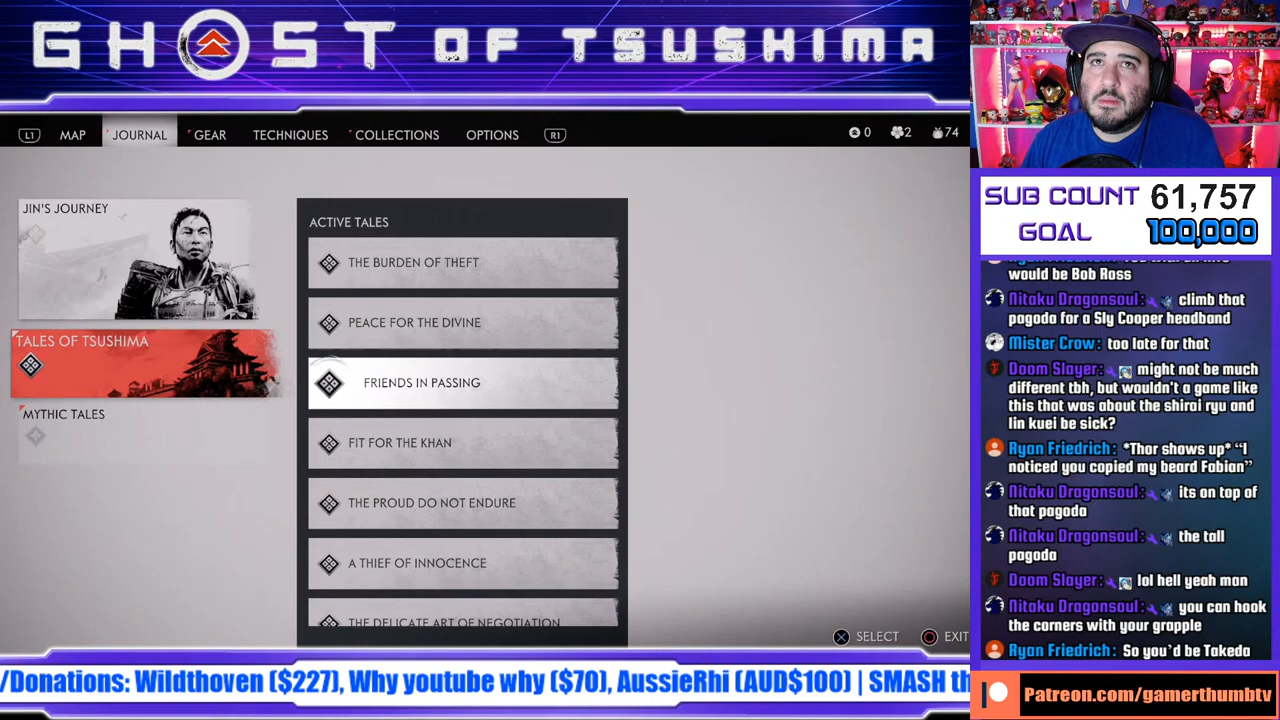 GHOST OF TSUSHIMA
L1 MAP JOURNAL GEAR TECHNIQUES COLLECTIONS OPTIONS R1
0 2 74
JIN'S JOURNEY
TALES OF TSUSHIMA
MYTHIC TALES
ACTIVE TALES
THE BURDEN OF THEFT
PEACE FOR THE DIVINE
FRIENDS IN PASSING
FIT FOR THE KHAN
THE PROUD DO NOT ENDURE
A THIEF OF INNOCENCE
THE DELICATE ART OF NEGOTIATION
SELECT EXIT
/Donations: Wildthoven ($227), Why youtube why ($70), AussieRhi (AUD$100) | SMASH th
SUB COUNT 61,757
GOAL 100,000
would be Bob Ross
Nitaku Dragonsoul: climb that
pagoda for a Sly Cooper headband
Mister Crow: too late for that
Doom Slayer: might not be much
different tbh, but wouldn't a game like
this that was about the shirai ryu and
lin kuei be sick?
Ryan Friedrich: *Thor shows up* “I
noticed you copied my beard Fabian”
Nitaku Dragonsoul: its on top of
that pagoda
Nitaku Dragonsoul: the tall
pagoda
Doom Slayer: lol hell yeah man
Nitaku Dragonsoul: you can hook
the corners with your grapple
Ryan Friedrich: So you'd be Takeda
Patreon.com/gamerthumbtv